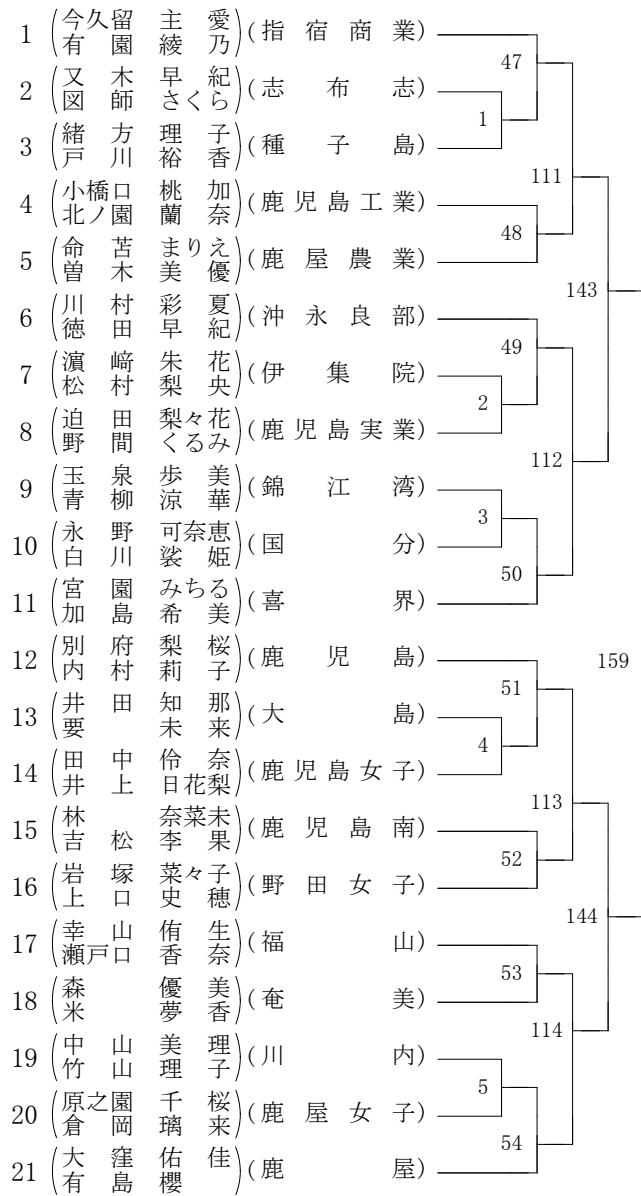 1 (今久留 主 愛 / 有 園 綾 乃) (指宿商業)
2 (又 木 早 紀 / 図 師 さくら) (志布志)
3 (緒 方 理 子 / 戸 川 裕 香) (種子島)
4 (小橋口 桃 加 / 北ノ園 蘭 奈) (鹿児島工業)
5 (命 苫 まりえ / 曽 木 美 優) (鹿屋農業)
6 (川 村 彩 夏 / 徳 田 早 紀) (沖永良部)
7 (濵 﨑 朱 花 / 松 村 梨 央) (伊集院)
8 (迫 田 梨々花 / 野 間 くるみ) (鹿児島実業)
9 (玉 泉 歩 美 / 青 柳 涼 華) (錦江湾)
10 (永 野 可奈恵 / 白 川 裟 姫) (国分)
11 (宮 園 みちる / 加 島 希 美) (喜界)
12 (別 府 梨 桜 / 内 村 莉 子) (鹿児島)
13 (井 田 知 那 / 要 未 来) (大島)
14 (田 中 伶 奈 / 井 上 日花梨) (鹿児島女子)
15 (林 奈菜未 / 吉 松 李 果) (鹿児島南)
16 (岩 塚 菜々子 / 上 口 史 穂) (野田女子)
17 (幸 山 侑 生 / 瀬戸口 香 奈) (福山)
18 (森 優 美 / 米 夢 香) (奄美)
19 (中 山 美 理 / 竹 山 理 子) (川内)
20 (原之園 千 桜 / 倉 岡 璃 来) (鹿屋女子)
21 (大 窪 佑 佳 / 有 島 櫻) (鹿屋)
47
1
111
48
143
49
2
112
3
50
159
51
4
113
52
144
53
114
5
54